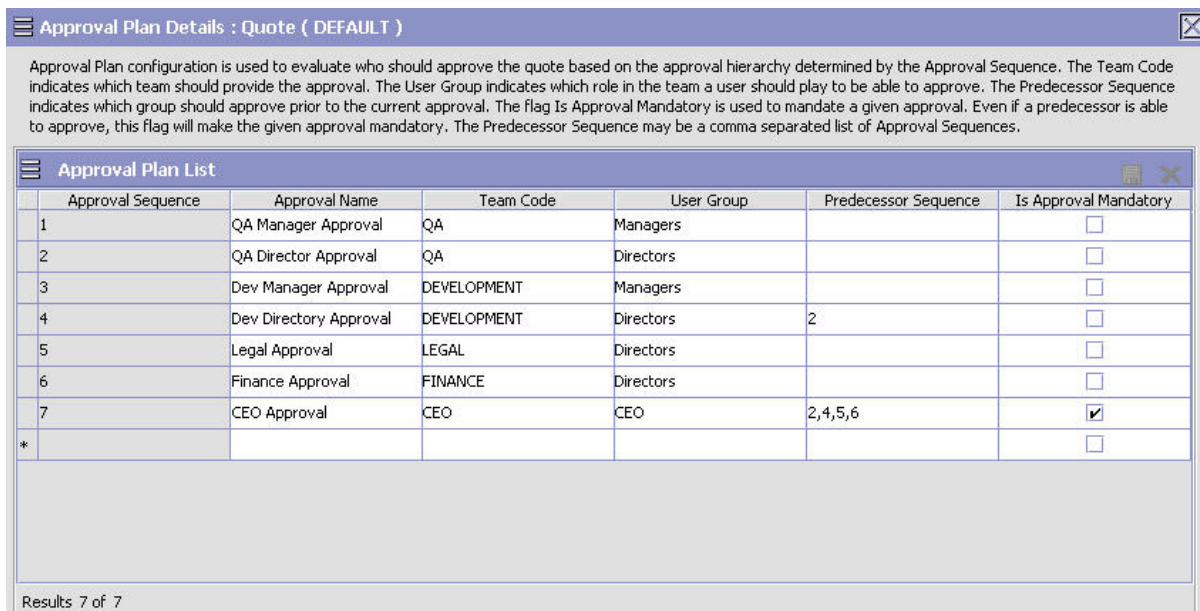 Approval Plan Details : Quote ( DEFAULT )
Approval Plan configuration is used to evaluate who should approve the quote based on the approval hierarchy determined by the Approval Sequence. The Team Code
indicates which team should provide the approval. The User Group indicates which role in the team a user should play to be able to approve. The Predecessor Sequence
indicates which group should approve prior to the current approval. The flag Is Approval Mandatory is used to mandate a given approval. Even if a predecessor is able
to approve, this flag will make the given approval mandatory. The Predecessor Sequence may be a comma separated list of Approval Sequences.
Approval Plan List
Approval Sequence Approval Name Team Code User Group Predecessor Sequence Is Approval Mandatory
1 QA Manager Approval QA Managers
2 QA Director Approval QA Directors
3 Dev Manager Approval DEVELOPMENT Managers
4 Dev Directory Approval DEVELOPMENT Directors 2
5 Legal Approval LEGAL Directors
6 Finance Approval FINANCE Directors
7 CEO Approval CEO CEO 2,4,5,6
*
Results 7 of 7